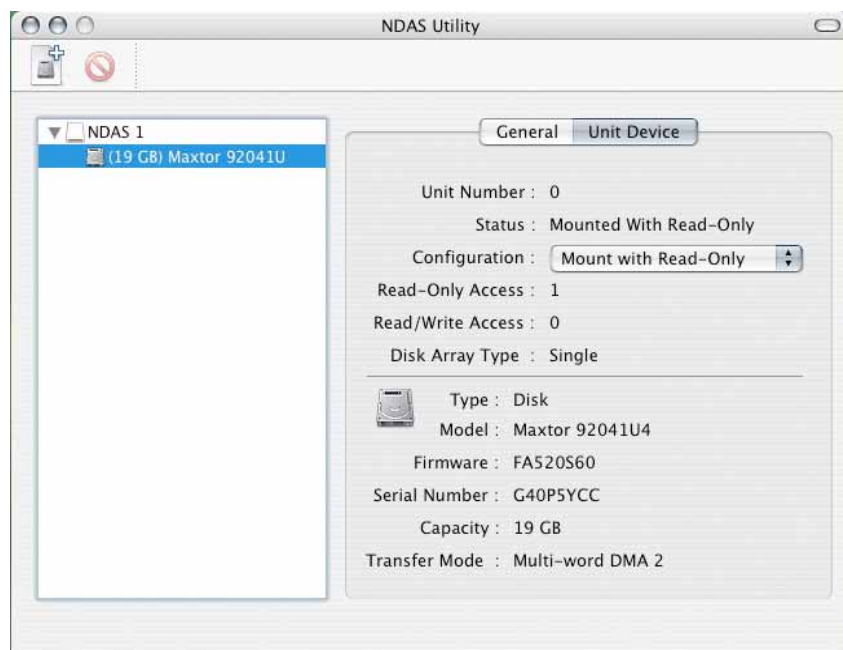 NDAS Utility
NDAS 1
(19 GB) Maxtor 92041U
General Unit Device
Unit Number : 0
Status : Mounted With Read-Only
Configuration : Mount with Read-Only
Read-Only Access : 1
Read/Write Access : 0
Disk Array Type : Single
Type : Disk
Model : Maxtor 92041U4
Firmware : FA520S60
Serial Number : G40P5YCC
Capacity : 19 GB
Transfer Mode : Multi-word DMA 2